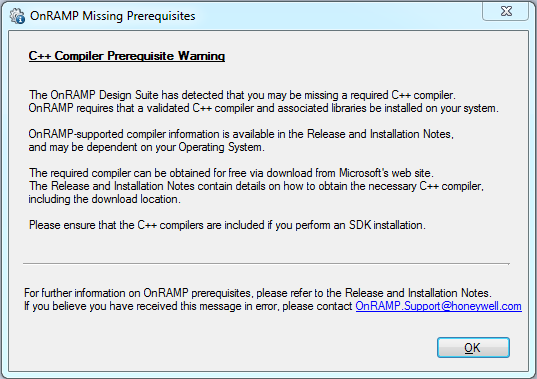 OnRAMP Missing Prerequisites
C++ Compiler Prerequisite Warning
The OnRAMP Design Suite has detected that you may be missing a required C++ compiler.
OnRAMP requires that a validated C++ compiler and associated libraries be installed on your system.
OnRAMP-supported compiler information is available in the Release and Installation Notes,
and may be dependent on your Operating System.
The required compiler can be obtained for free via download from Microsoft's web site.
The Release and Installation Notes contain details on how to obtain the necessary C++ compiler,
including the download location.
Please ensure that the C++ compilers are included if you perform an SDK installation.
For further information on OnRAMP prerequisites, please refer to the Release and Installation Notes.
If you believe you have received this message in error, please contact OnRAMP.Support@honeywell.com
OK